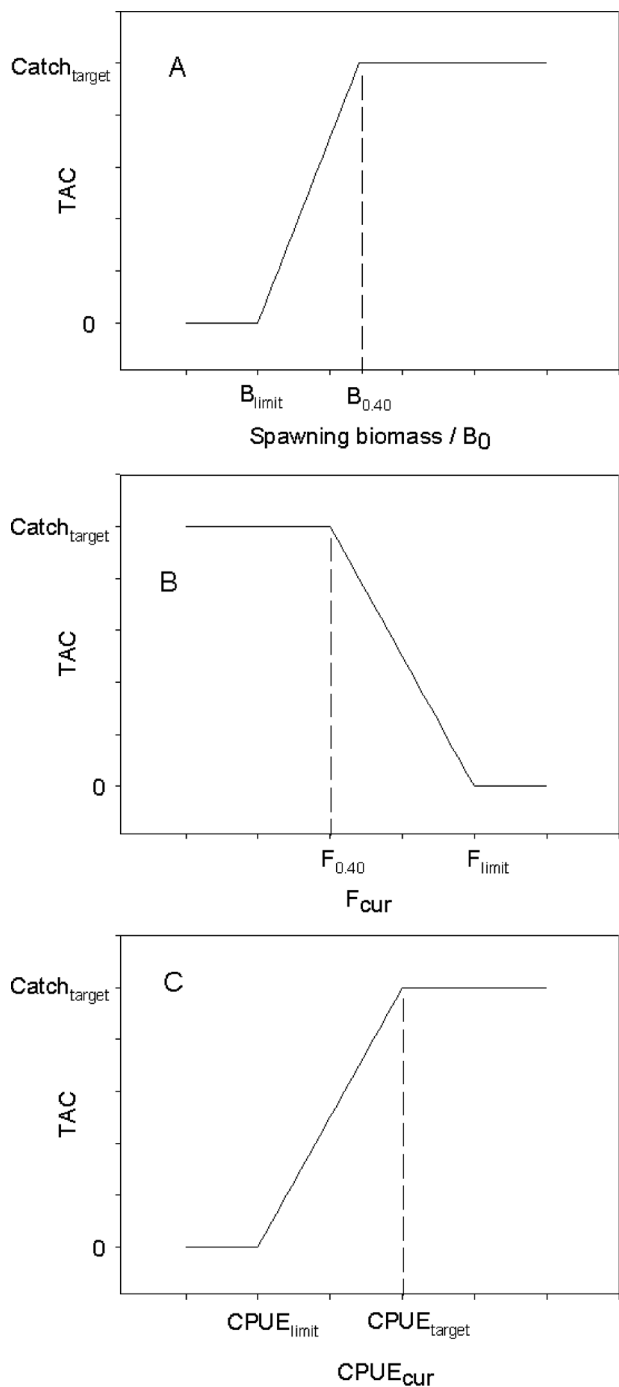 A
Catch_target
TAC
0
B_limit B_0.40
Spawning biomass / B_0
B
Catch_target
TAC
0
F_0.40 F_limit
F_cur
C
Catch_target
TAC
0
CPUE_limit CPUE_target
CPUE_cur